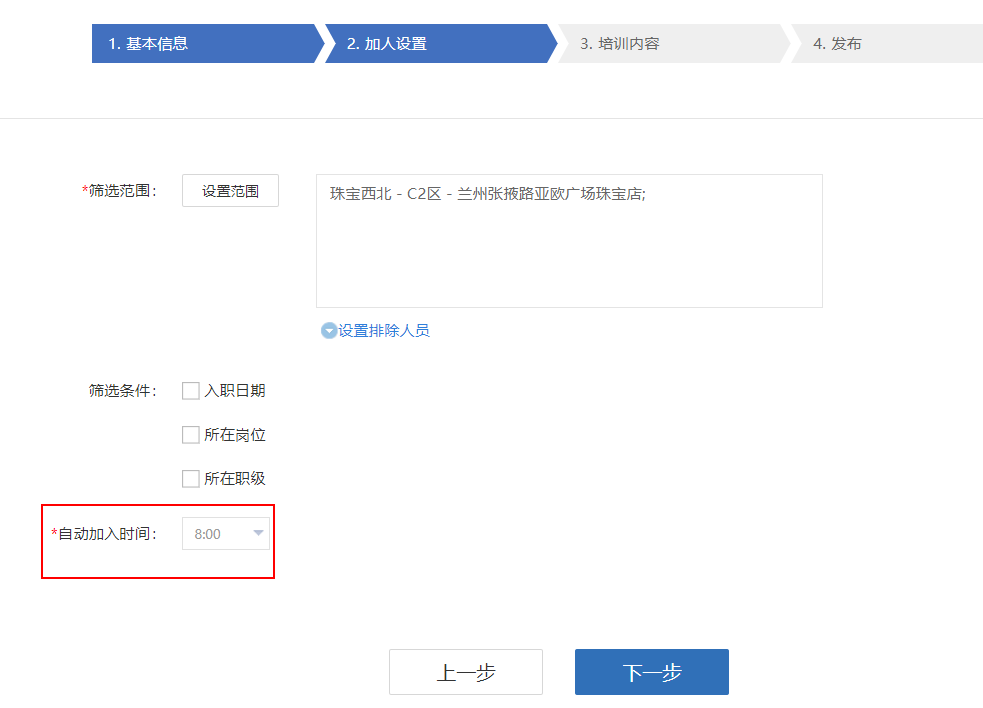 1. 基本信息
2. 加人设置
3. 培训内容
4. 发布
*筛选范围：
设置范围
珠宝西北 - C2区 - 兰州张掖路亚欧广场珠宝店;
设置排除人员
筛选条件：
入职日期
所在岗位
所在职级
*自动加入时间：
8:00
上一步
下一步